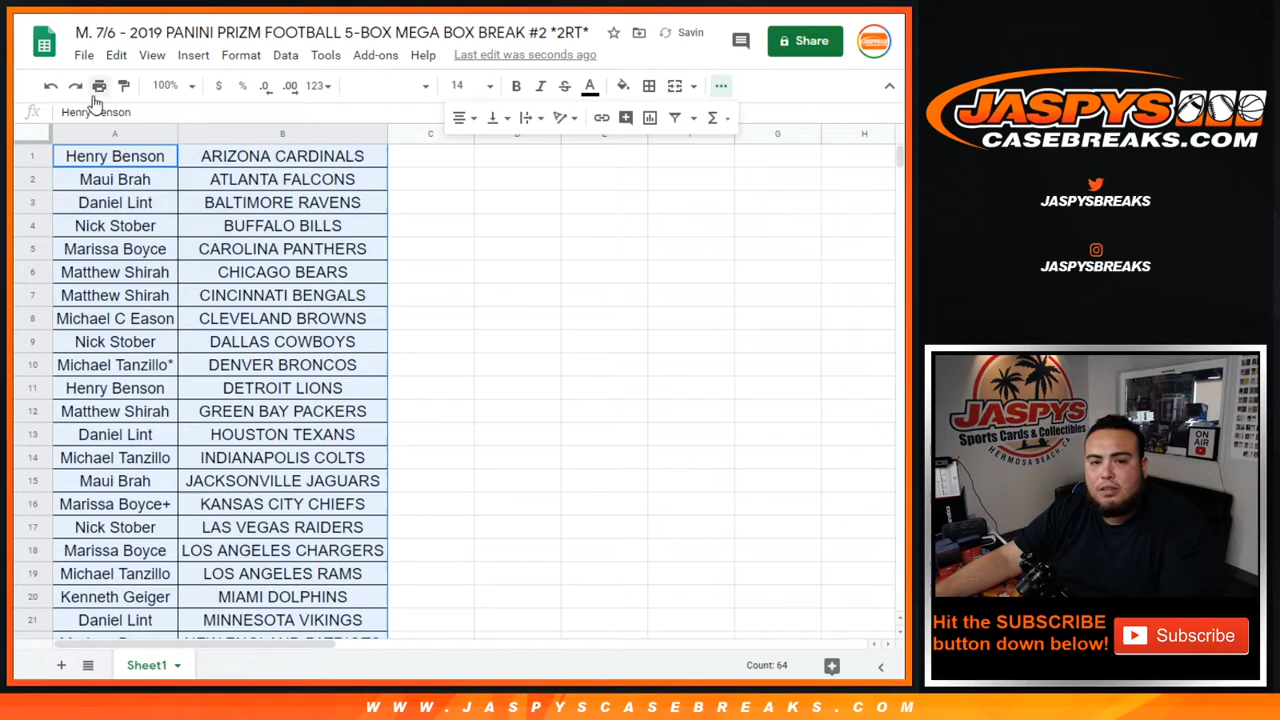 M. 7/6 - 2019 PANINI PRIZM FOOTBALL 5-BOX MEGA BOX BREAK #2 *2RT*
Savin
Share
File Edit View Insert Format Data Tools Add-ons Help Last edit was seconds ago
100% $ % .0 .00 123 14 B I S A
fx Henry Benson
A B C G H
1 Henry Benson ARIZONA CARDINALS
2 Maui Brah ATLANTA FALCONS
3 Daniel Lint BALTIMORE RAVENS
4 Nick Stober BUFFALO BILLS
5 Marissa Boyce CAROLINA PANTHERS
6 Matthew Shirah CHICAGO BEARS
7 Matthew Shirah CINCINNATI BENGALS
8 Michael C Eason CLEVELAND BROWNS
9 Nick Stober DALLAS COWBOYS
10 Michael Tanzillo* DENVER BRONCOS
11 Henry Benson DETROIT LIONS
12 Matthew Shirah GREEN BAY PACKERS
13 Daniel Lint HOUSTON TEXANS
14 Michael Tanzillo INDIANAPOLIS COLTS
15 Maui Brah JACKSONVILLE JAGUARS
16 Marissa Boyce+ KANSAS CITY CHIEFS
17 Nick Stober LAS VEGAS RAIDERS
18 Marissa Boyce LOS ANGELES CHARGERS
19 Michael Tanzillo LOS ANGELES RAMS
20 Kenneth Geiger MIAMI DOLPHINS
21 Daniel Lint MINNESOTA VIKINGS
NEW ENGLAND PATRIOTS
Sheet1
Count: 64
JASPYS
CASEBREAKS.COM
JASPYSBREAKS
JASPYSBREAKS
JASPYS
Sports Cards & Collectibles
HERMOSA BEACH, CA
ON
AIR
Hit the SUBSCRIBE
button down below!
Subscribe
WWW.JASPYSCASEBREAKS.COM